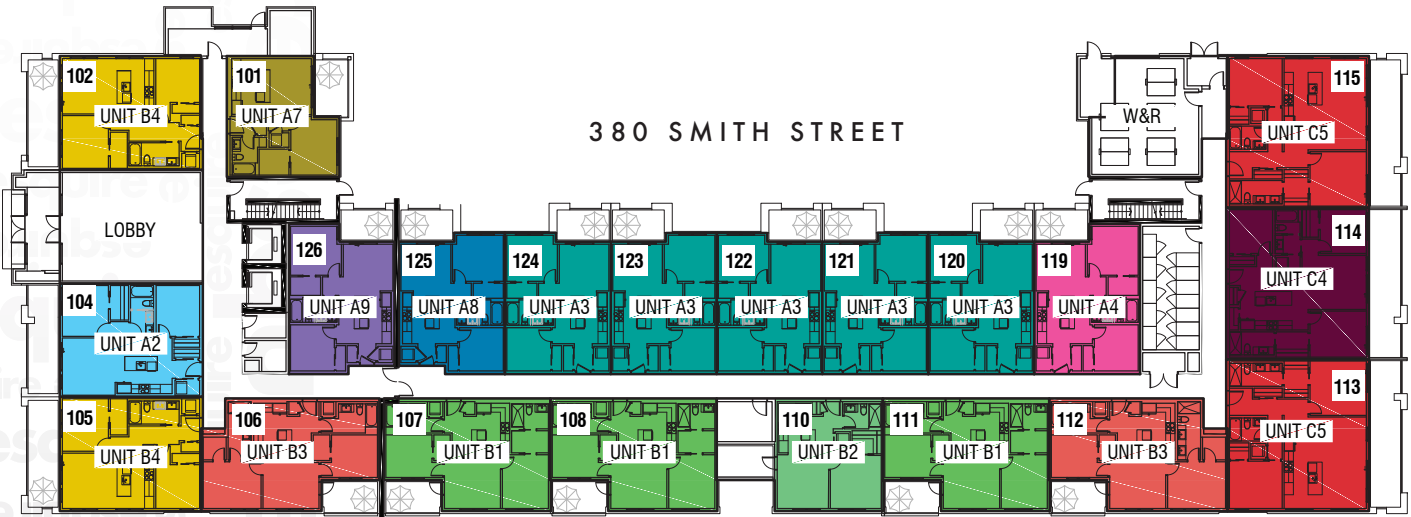 102
UNIT B4
101
UNIT A7
380 SMITH STREET
W&R
115
UNIT C5
LOBBY
126
UNIT A9
125
UNIT A8
124
UNIT A3
123
UNIT A3
122
UNIT A3
121
UNIT A3
120
UNIT A3
119
UNIT A4
114
UNIT C4
104
UNIT A2
105
UNIT B4
106
UNIT B3
107
UNIT B1
108
UNIT B1
110
UNIT B2
111
UNIT B1
112
UNIT B3
113
UNIT C5